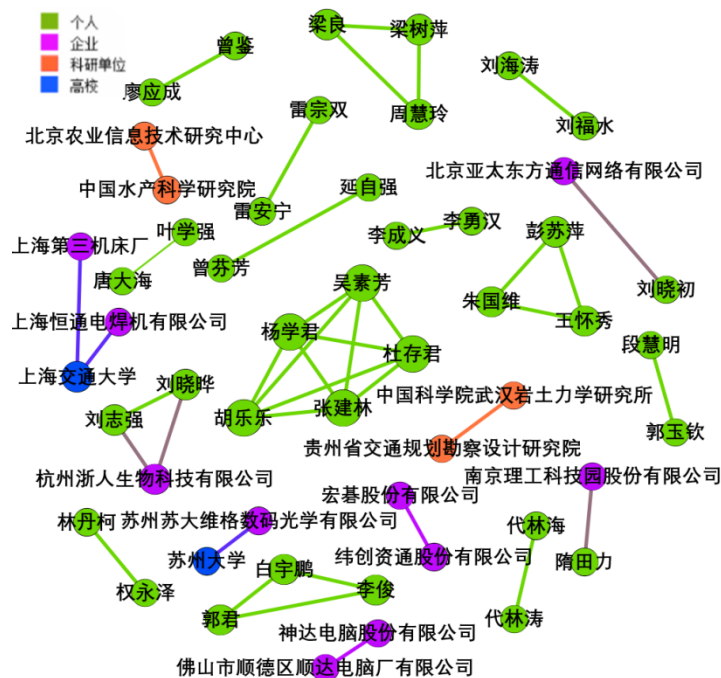 个人
企业
科研单位
高校
曾鉴
廖应成
梁良
梁树萍
周慧玲
刘海涛
刘福水
北京农业信息技术研究中心
中国水产科学研究院
雷宗双
雷安宁
延自强
曾芬芳
北京亚太东方通信网络有限公司
刘晓初
李勇汉
李成义
彭苏萍
朱国维
王怀秀
叶学强
唐大海
上海第三机床厂
上海恒通电焊机有限公司
上海交通大学
吴素芳
杨学君
杜存君
胡乐乐
张建林
段慧明
郭玉钦
刘晓晔
刘志强
杭州浙人生物科技有限公司
中国科学院武汉岩土力学研究所
贵州省交通规划勘察设计研究院
南京理工科技园股份有限公司
隋田力
宏碁股份有限公司
纬创资通股份有限公司
林丹柯
权永泽
苏州苏大维格数码光学有限公司
苏州大学
白宇鹏
李俊
郭君
代林海
代林涛
神达电脑股份有限公司
佛山市顺德区顺达电脑厂有限公司